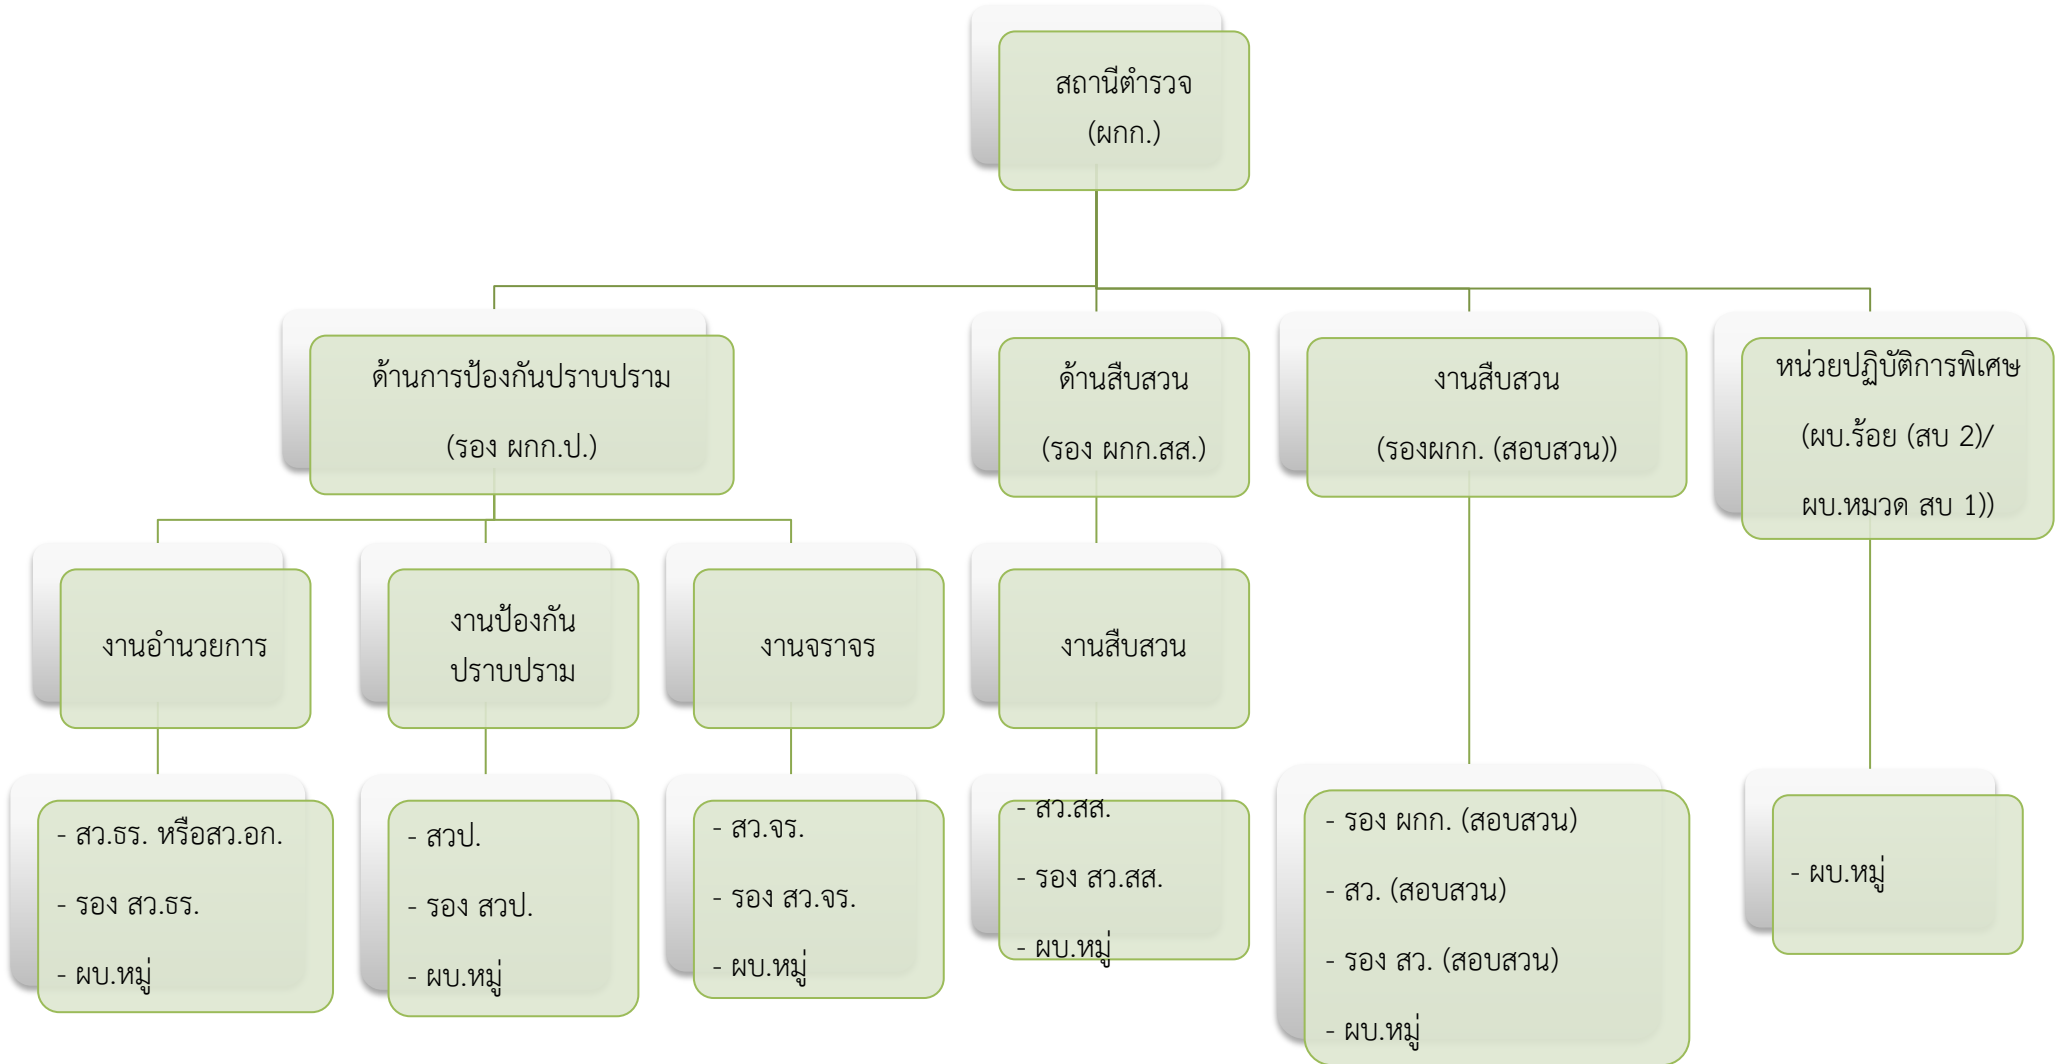 สถานีตำรวจ
(ผกก.)
ด้านการป้องกันปราบปราม
(รอง ผกก.ป.)
ด้านสืบสวน
(รอง ผกก.สส.)
งานสืบสวน
(รองผกก. (สอบสวน))
หน่วยปฏิบัติการพิเศษ
(ผบ.ร้อย (สบ 2)/
ผบ.หมวด สบ 1))
งานอำนวยการ
งานป้องกัน
ปราบปราม
งานจราจร
งานสืบสวน
- สว.ธร. หรือสว.อก.
- รอง สว.ธร.
- ผบ.หมู่
- สวป.
- รอง สวป.
- ผบ.หมู่
- สว.จร.
- รอง สว.จร.
- ผบ.หมู่
- สว.สส.
- รอง สว.สส.
- ผบ.หมู่
- รอง ผกก. (สอบสวน)
- สว. (สอบสวน)
- รอง สว. (สอบสวน)
- ผบ.หมู่
- ผบ.หมู่